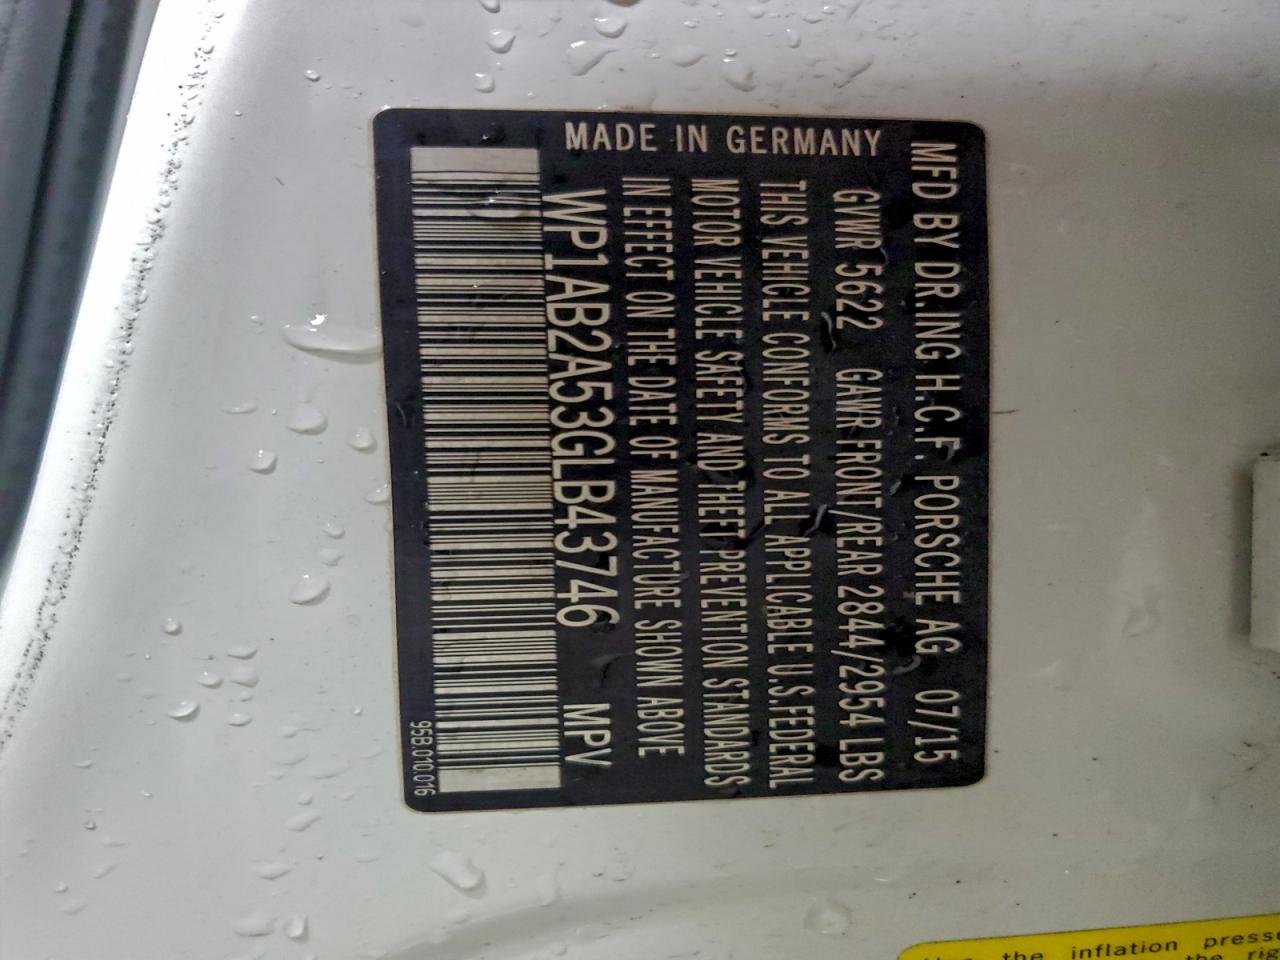 MFD BY DR.ING H.C.F. PORSCHE AG 07/15
GVWR 5622 GAWR FRONT/REAR 2844/2954 LBS
THIS VEHICLE CONFORMS TO ALL APPLICABLE U.S.FEDERAL
MOTOR VEHICLE SAFETY AND THEFT PREVENTION STANDARDS
IN EFFECT ON THE DATE OF MANUFACTURE SHOWN ABOVE
WP1AB2A53GLB43746 MPV
MADE IN GERMANY
95B.010.016
the inflation
the